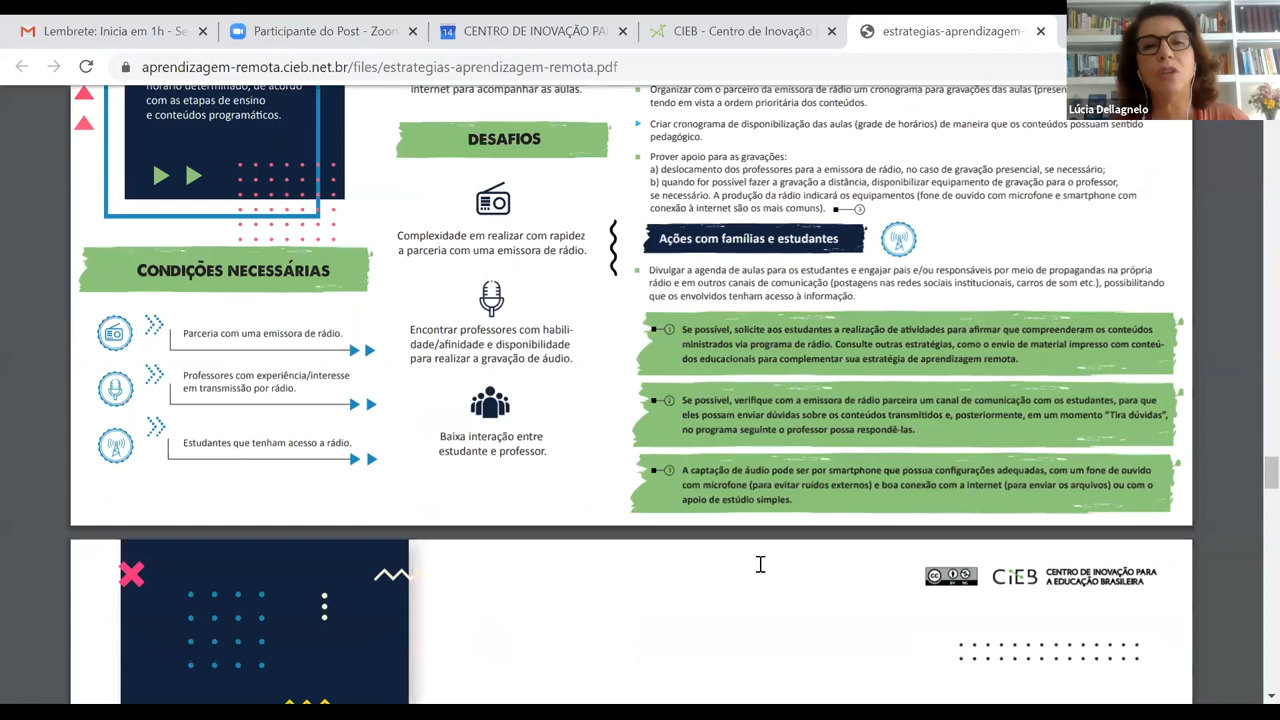 Lembrete: Inicia em 1h - Se
Participante do Post - Zoom
14
CENTRO DE INOVAÇÃO PA
CIEB - Centro de Inovação
estrategias-aprendizagem-
aprendizagem-remota.cieb.net.br/files/estrategias-aprendizagem-remota.pdf
Lúcia Dellagnelo
horário determinado, de acordo
com as etapas de ensino
e conteúdos programáticos.
CONDIÇÕES NECESSÁRIAS
Parceria com uma emissora de rádio.
Professores com experiência/interesse
em transmissão por rádio.
Estudantes que tenham acesso a rádio.
internet para acompanhar as aulas.
DESAFIOS
Complexidade em realizar com rapidez
a parceria com uma emissora de rádio.
Encontrar professores com habili-
dade/afinidade e disponibilidade
para realizar a gravação de áudio.
Baixa interação entre
estudante e professor.
Organizar com o parceiro da emissora de rádio um cronograma para gravações das aulas (presen
tendo em vista a ordem prioritária dos conteúdos.
Criar cronograma de disponibilização das aulas (grade de horários) de maneira que os conteúdos possuam sentido
pedagógico.
Prover apoio para as gravações:
a) deslocamento dos professores para a emissora de rádio, no caso de gravação presencial, se necessário;
b) quando for possível fazer a gravação a distância, disponibilizar equipamento de gravação para o professor,
se necessário. A produção da rádio indicará os equipamentos (fone de ouvido com microfone e smartphone com
conexão à internet são os mais comuns). 3
Ações com famílias e estudantes
Divulgar a agenda de aulas para os estudantes e engajar pais e/ou responsáveis por meio de propagandas na própria
rádio e em outros canais de comunicação (postagens nas redes sociais institucionais, carros de som etc.), possibilitando
que os envolvidos tenham acesso à informação.
1 Se possível, solicite aos estudantes a realização de atividades para afirmar que compreenderam os conteúdos
ministrados via programa de rádio. Consulte outras estratégias, como o envio de material impresso com conteú-
dos educacionais para complementar sua estratégia de aprendizagem remota.
2 Se possível, verifique com a emissora de rádio parceira um canal de comunicação com os estudantes, para que
eles possam enviar dúvidas sobre os conteúdos transmitidos e, posteriormente, em um momento “Tira dúvidas”,
no programa seguinte o professor possa respondê-las.
3 A captação de áudio pode ser por smartphone que possua configurações adequadas, com um fone de ouvido
com microfone (para evitar ruídos externos) e boa conexão com a internet (para enviar os arquivos) ou com o
apoio de estúdio simples.
CIEB CENTRO DE INOVAÇÃO PARA
A EDUCAÇÃO BRASILEIRA